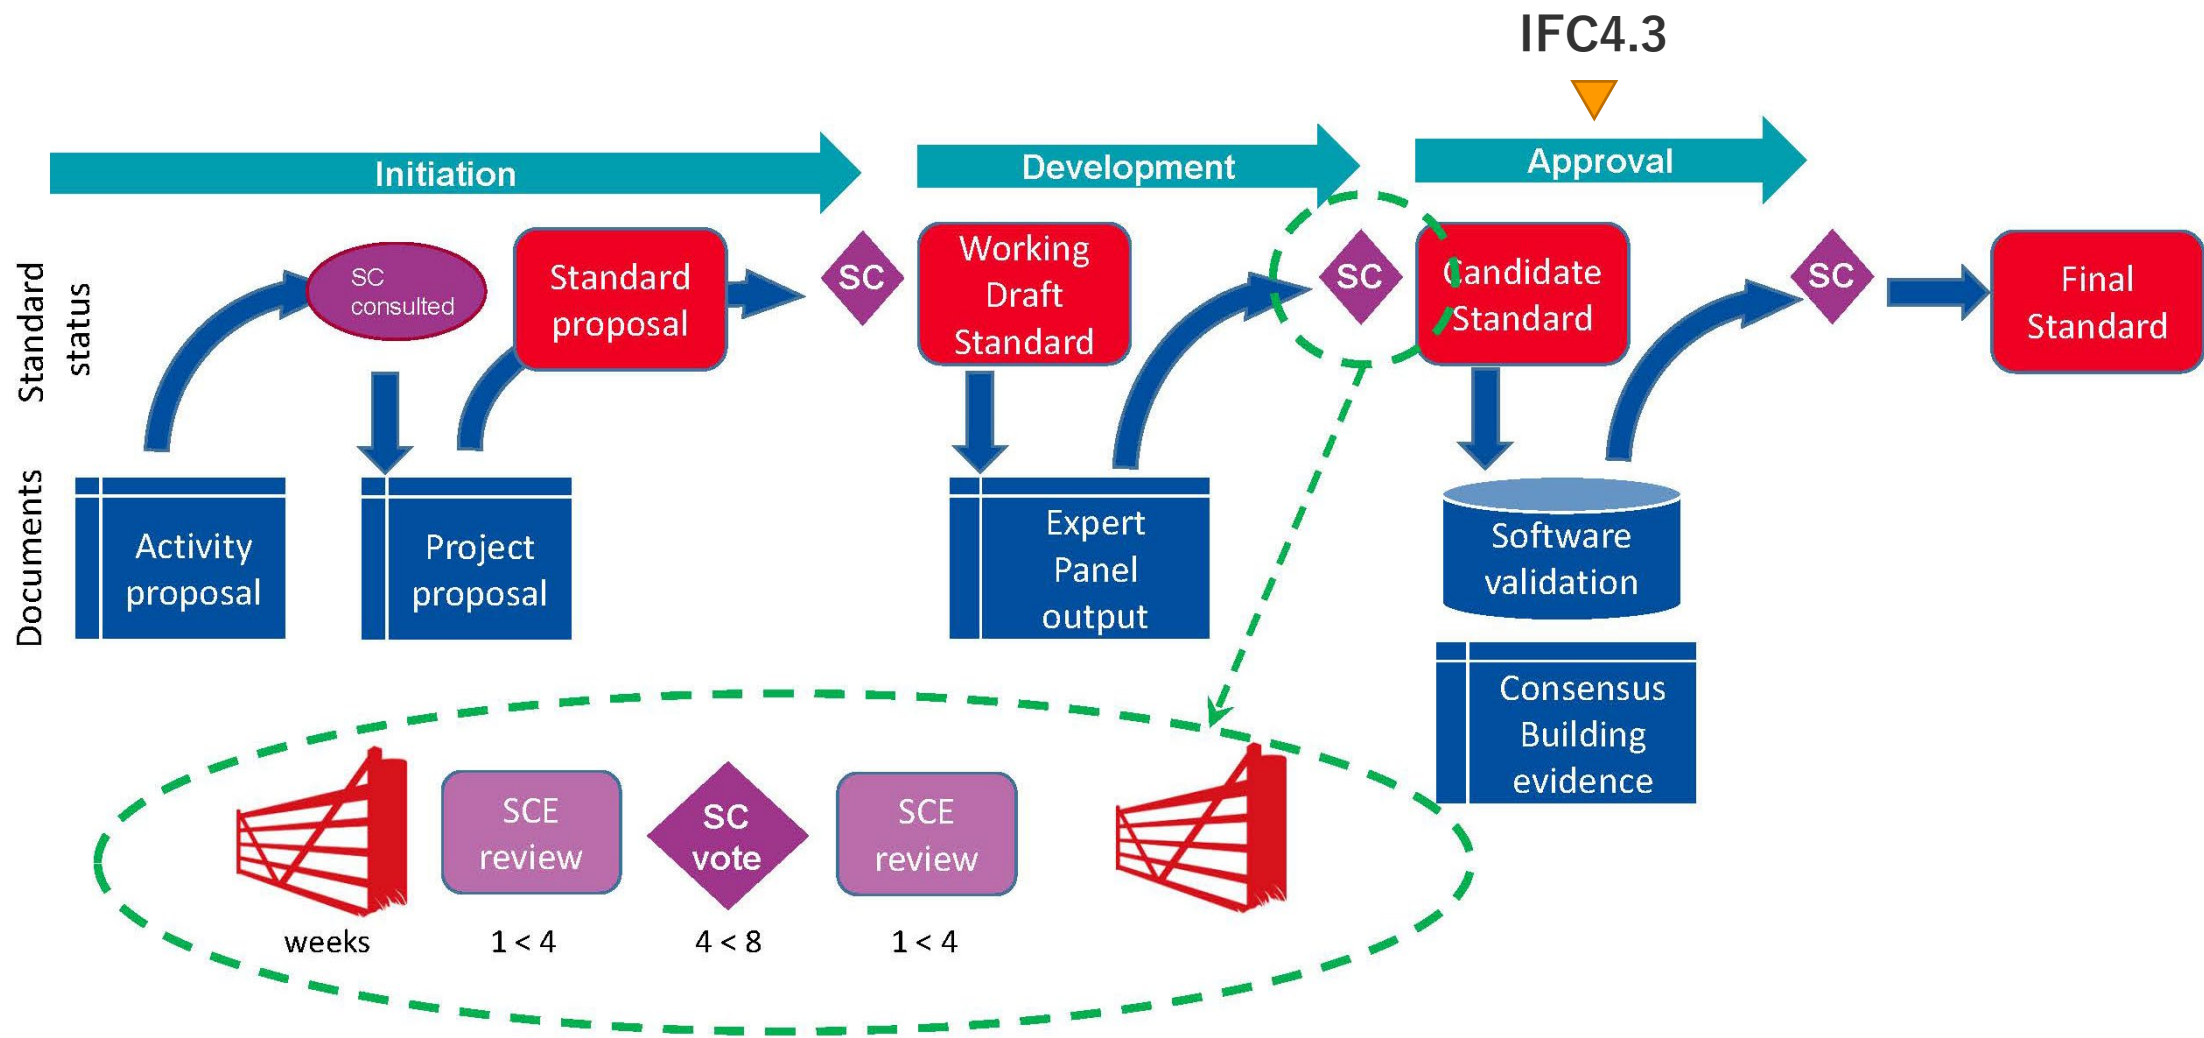 IFC4.3
Initiation
Development
Approval
Standard
status
SC
consulted
Standard
proposal
SC
Working
Draft
Standard
SC
Candidate
Standard
SC
Final
Standard
Documents
Activity
proposal
Project
proposal
Expert
Panel
output
Software
validation
Consensus
Building
evidence
SCE
review
SC
vote
SCE
review
weeks
1 < 4
4 < 8
1 < 4